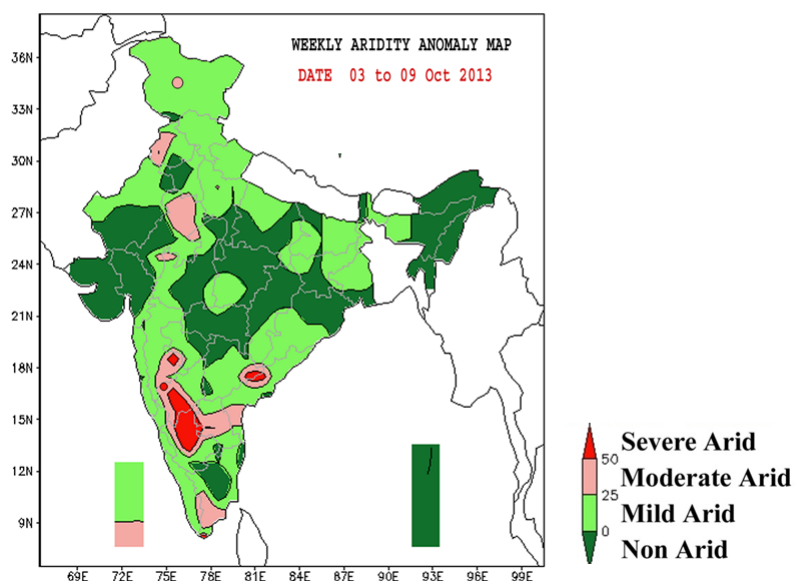 WEEKLY ARIDITY ANOMALY MAP
DATE 03 to 09 Oct 2013
36N
33N
30N
27N
24N
21N
18N
15N
12N
9N
69E 72E 75E 78E 81E 84E 87E 90E 93E 96E 99E
Severe Arid
50
Moderate Arid
25
Mild Arid
0
Non Arid